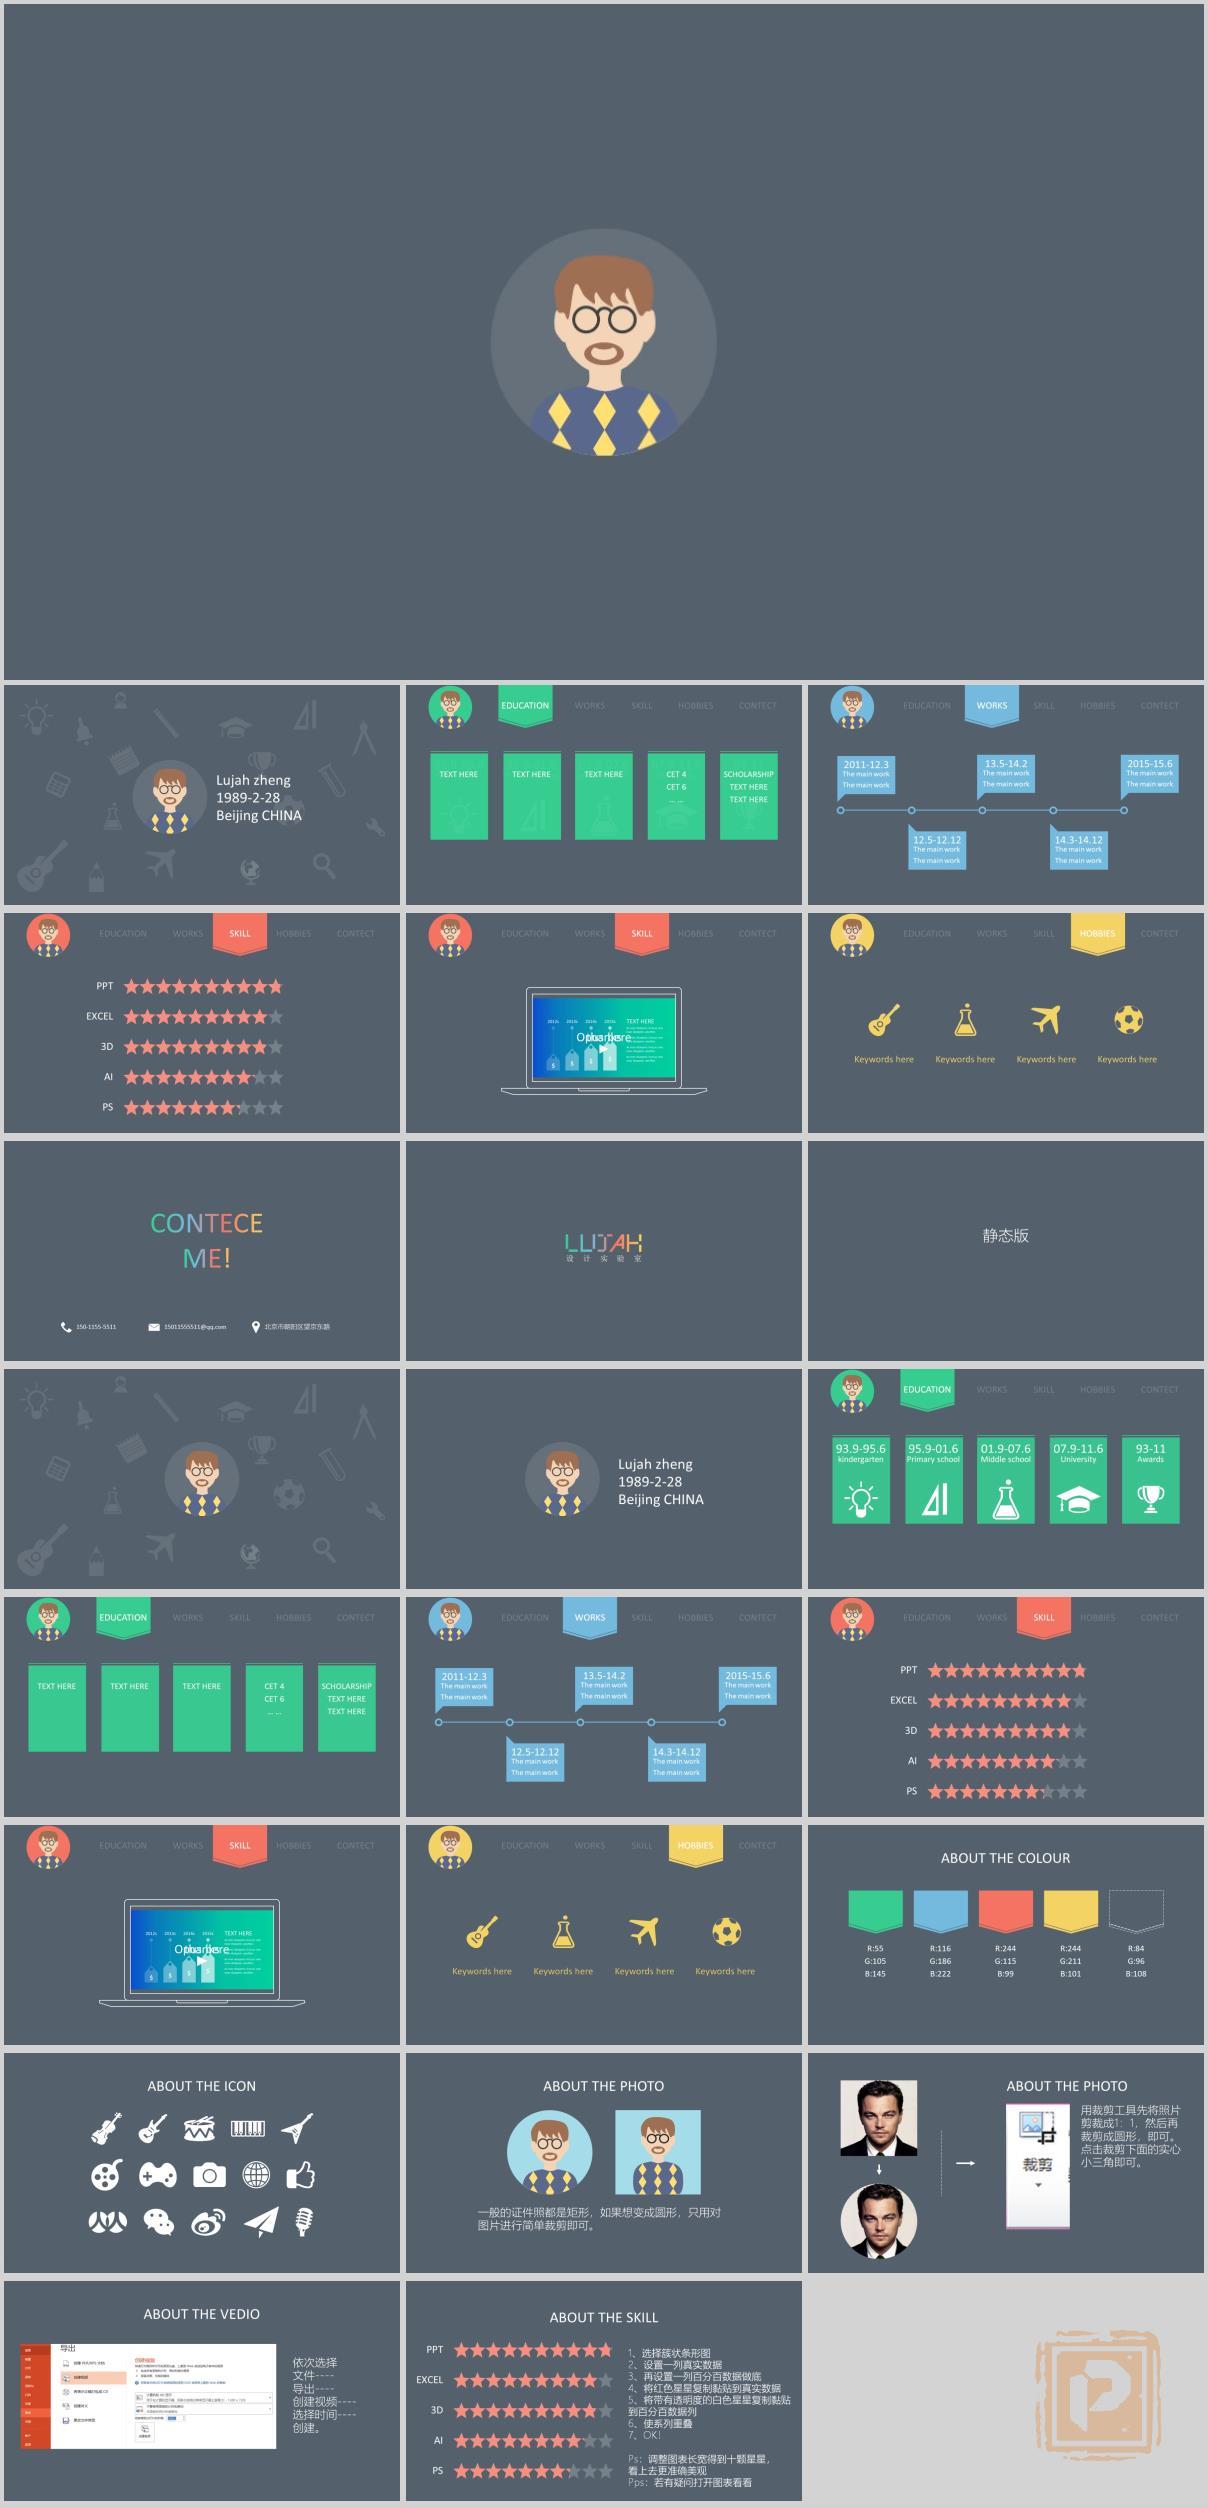 Lujah zheng
1989-2-28
Beijing CHINA
EDUCATION WORKS SKILL HOBBIES CONTECT
TEXT HERE TEXT HERE TEXT HERE CET 4 SCHOLARSHIP
CET 6 TEXT HERE
... ... TEXT HERE
EDUCATION WORKS SKILL HOBBIES CONTECT
2011-12.3 13.5-14.2 2015-15.6
The main work The main work The main work
The main work The main work The main work
12.5-12.12 14.3-14.12
The main work The main work
The main work The main work
EDUCATION WORKS SKILL HOBBIES CONTECT
PPT
EXCEL
3D
AI
PS
EDUCATION WORKS SKILL HOBBIES CONTECT
TEXT HERE
EDUCATION WORKS SKILL HOBBIES CONTECT
Keywords here Keywords here Keywords here Keywords here
CONTECE
ME!
150-1155-5511 15011555511@qq.com 北京市朝阳区望京东路
LUJAH
设计实验室
静态版
Lujah zheng
1989-2-28
Beijing CHINA
EDUCATION WORKS SKILL HOBBIES CONTECT
93.9-95.6 95.9-01.6 01.9-07.6 07.9-11.6 93-11
kindergarten Primary school Middle school University Awards
EDUCATION WORKS SKILL HOBBIES CONTECT
TEXT HERE TEXT HERE TEXT HERE CET 4 SCHOLARSHIP
CET 6 TEXT HERE
... ... TEXT HERE
EDUCATION WORKS SKILL HOBBIES CONTECT
2011-12.3 13.5-14.2 2015-15.6
The main work The main work The main work
The main work The main work The main work
12.5-12.12 14.3-14.12
The main work The main work
The main work The main work
EDUCATION WORKS SKILL HOBBIES CONTECT
PPT
EXCEL
3D
AI
PS
EDUCATION WORKS SKILL HOBBIES CONTECT
TEXT HERE
EDUCATION WORKS SKILL HOBBIES CONTECT
Keywords here Keywords here Keywords here Keywords here
ABOUT THE COLOUR
R:55 R:116 R:244 R:244 R:84
G:105 G:186 G:115 G:211 G:96
B:145 B:222 B:99 B:101 B:108
ABOUT THE ICON
ABOUT THE PHOTO
一般的证件照都是矩形，如果想变成圆形，只用对
图片进行简单裁剪即可。
ABOUT THE PHOTO
裁剪
用裁剪工具先将照片
剪裁成1：1，然后再
裁剪成圆形，即可。
点击裁剪下面的实心
小三角即可。
ABOUT THE VEDIO
导出
创建视频
依次选择
文件----
导出----
创建视频----
选择时间----
创建。
ABOUT THE SKILL
PPT
EXCEL
3D
AI
PS
1、选择簇状条形图
2、设置一列真实数据
3、再设置一列百分百数据做底
4、将红色星星复制黏贴到真实数据
5、将带有透明度的白色星星复制黏贴
到百分百数据列
6、使系列重叠
7、OK!
Ps：调整图表长宽得到十颗星星，
看上去更准确美观
Pps：若有疑问打开图表看看